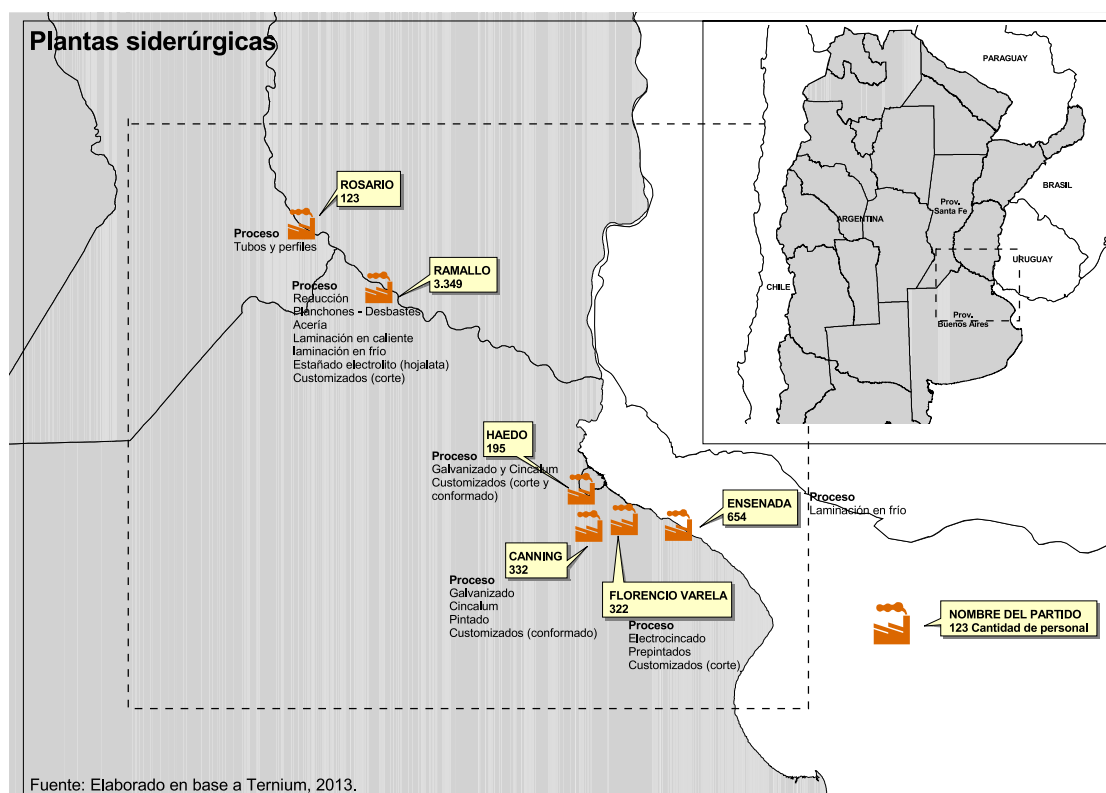 Plantas siderúrgicas
PARAGUAY
BRASIL
Prov.
Santa Fe
ARGENTINA
URUGUAY
CHILE
Prov.
Buenos Aires
ROSARIO
123
Proceso
Tubos y perfiles
RAMALLO
3.349
Proceso
Reducción
Planchones - Desbastes
Acería
Laminación en caliente
laminación en frío
Estañado electrolito (hojalata)
Customizados (corte)
HAEDO
195
Proceso
Galvanizado y Cincalum
Customizados (corte y
conformado)
ENSENADA
654
Proceso
Laminación en frío
CANNING
332
Proceso
Galvanizado
Cincalum
Pintado
Customizados (conformado)
FLORENCIO VARELA
322
Proceso
Electrocincado
Prepintados
Customizados (corte)
NOMBRE DEL PARTIDO
123 Cantidad de personal
Fuente: Elaborado en base a Ternium, 2013.